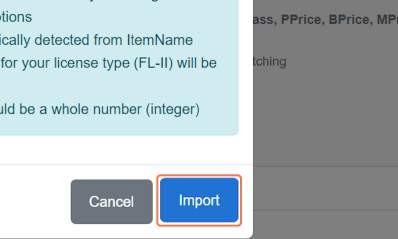 ptions
ically detected from ItemName
for your license type (FL-II) will be
uld be a whole number (integer)
Cancel
Import
ass, PPrice, BPrice, MP
tching